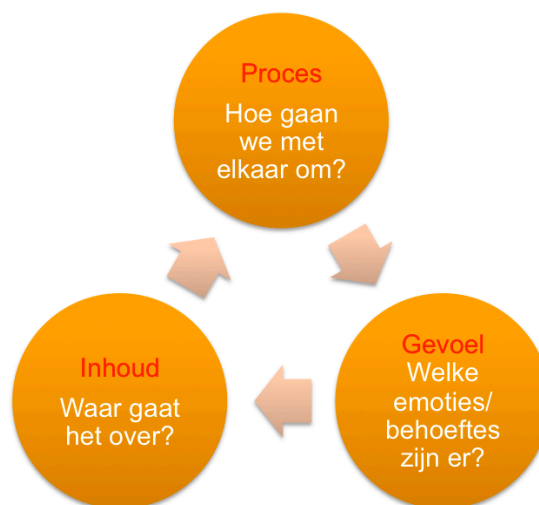 Proces
Hoe gaan
we met
elkaar om?
Gevoel
Welke
emoties/
behoeftes
zijn er?
Inhoud
Waar gaat
het over?